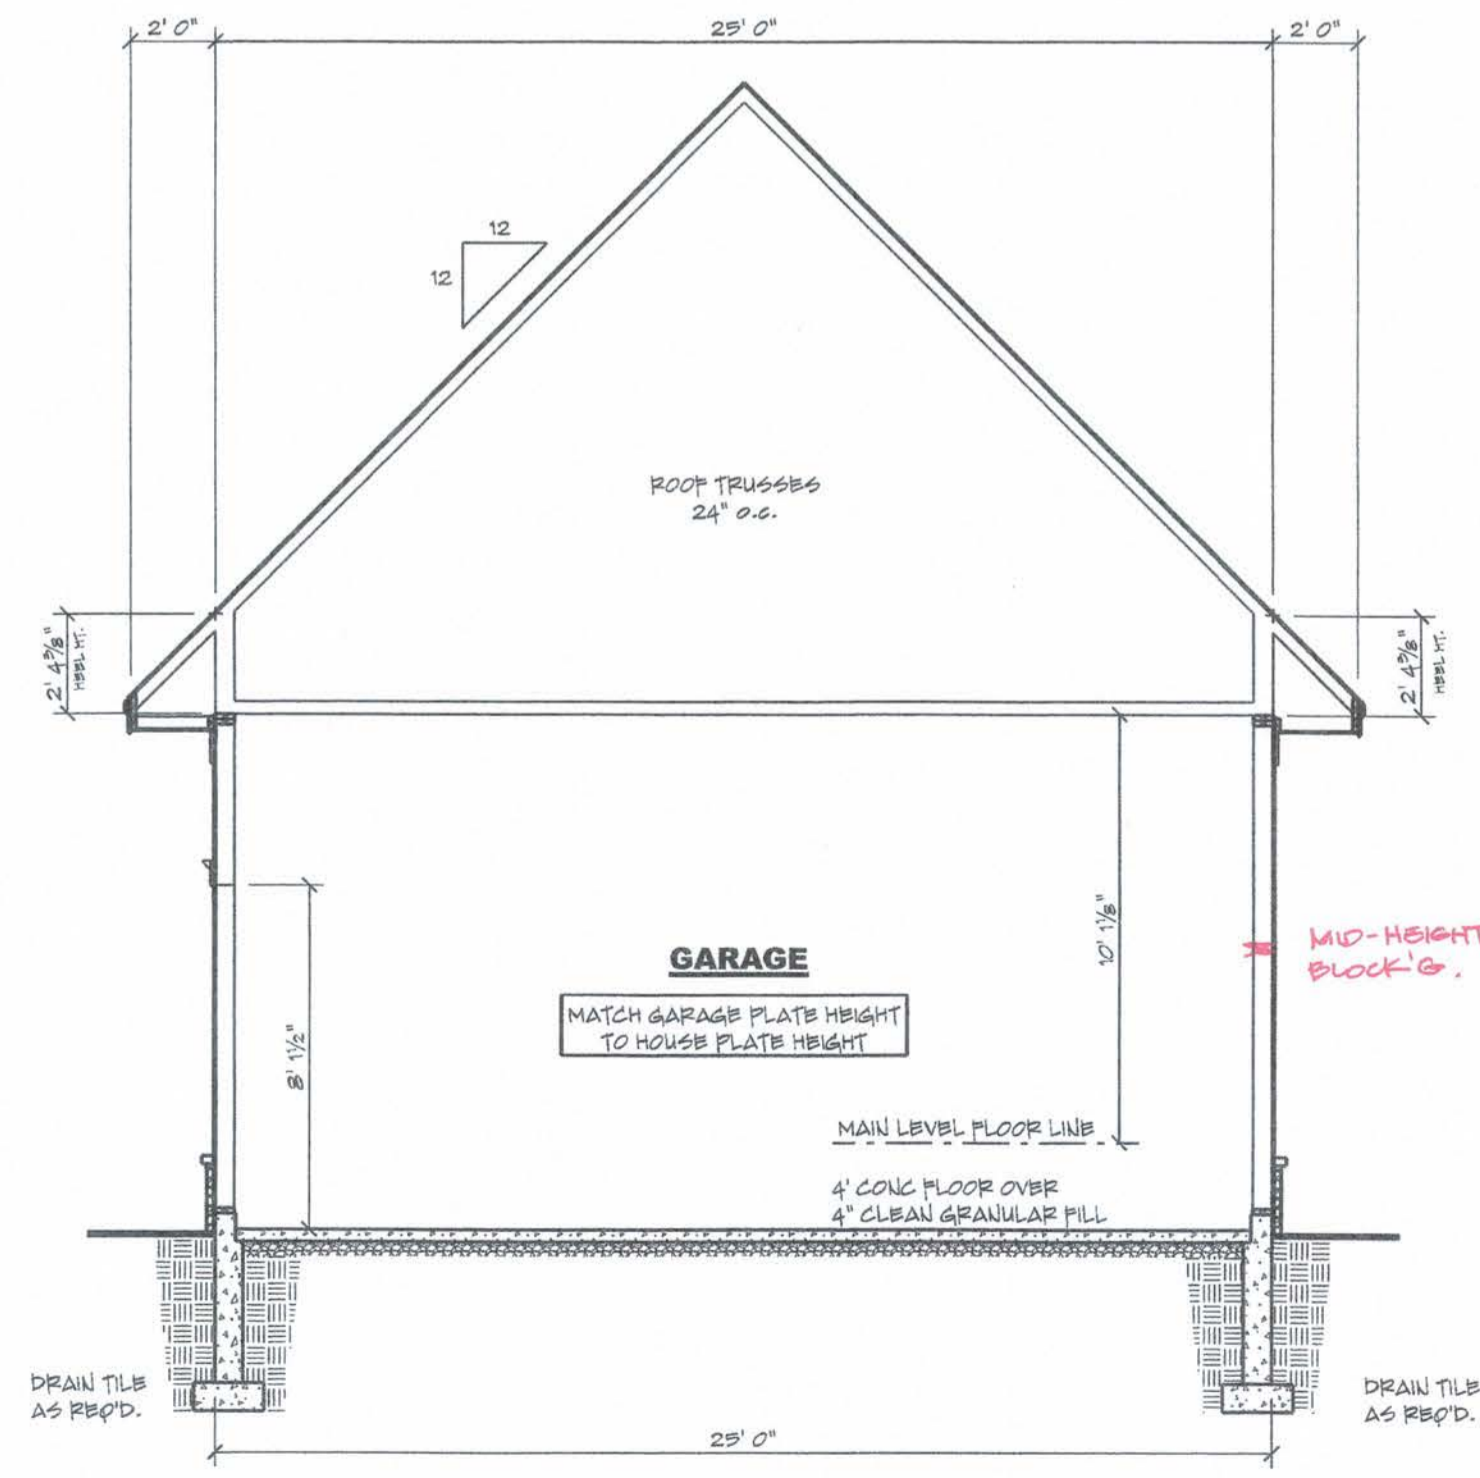 2' 0"
25' 0"
2' 0"
12
12
ROOF TRUSSES
24" O.C.
2' 4 3/8"
HEEL HT.
2' 4 3/8"
HEEL HT.
10' 1 1/8"
MID-HEIGHT
BLOCK'G.
GARAGE
MATCH GARAGE PLATE HEIGHT
TO HOUSE PLATE HEIGHT
8' 1 1/2"
MAIN LEVEL FLOOR LINE
4' CONC FLOOR OVER
4" CLEAN GRANULAR FILL
DRAIN TILE
AS REQ'D.
DRAIN TILE
AS REQ'D.
25' 0"